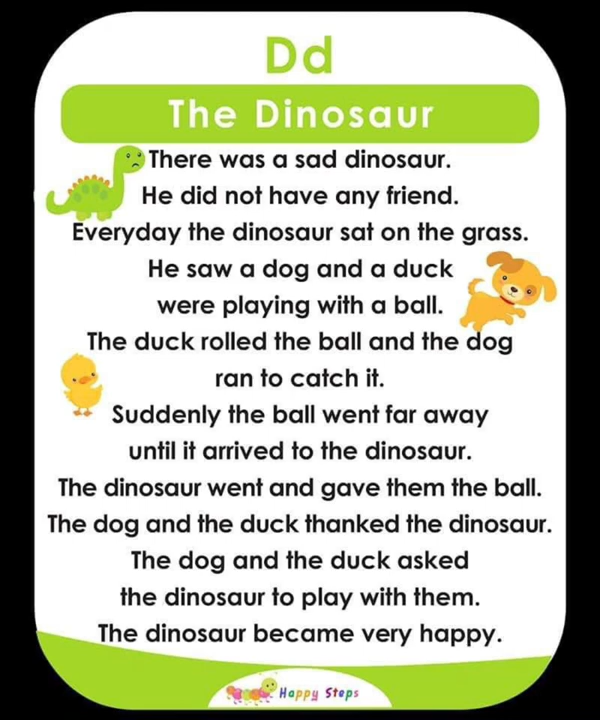 Dd
The Dinosaur
There was a sad dinosaur.
He did not have any friend.
Everyday the dinosaur sat on the grass.
He saw a dog and a duck
were playing with a ball.
The duck rolled the ball and the dog
ran to catch it.
Suddenly the ball went far away
until it arrived to the dinosaur.
The dinosaur went and gave them the ball.
The dog and the duck thanked the dinosaur.
The dog and the duck asked
the dinosaur to play with them.
The dinosaur became very happy.
Happy Steps